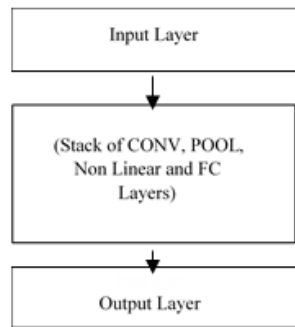 Input Layer
(Stack of CONV, POOL,
Non Linear and FC
Layers)
Output Layer